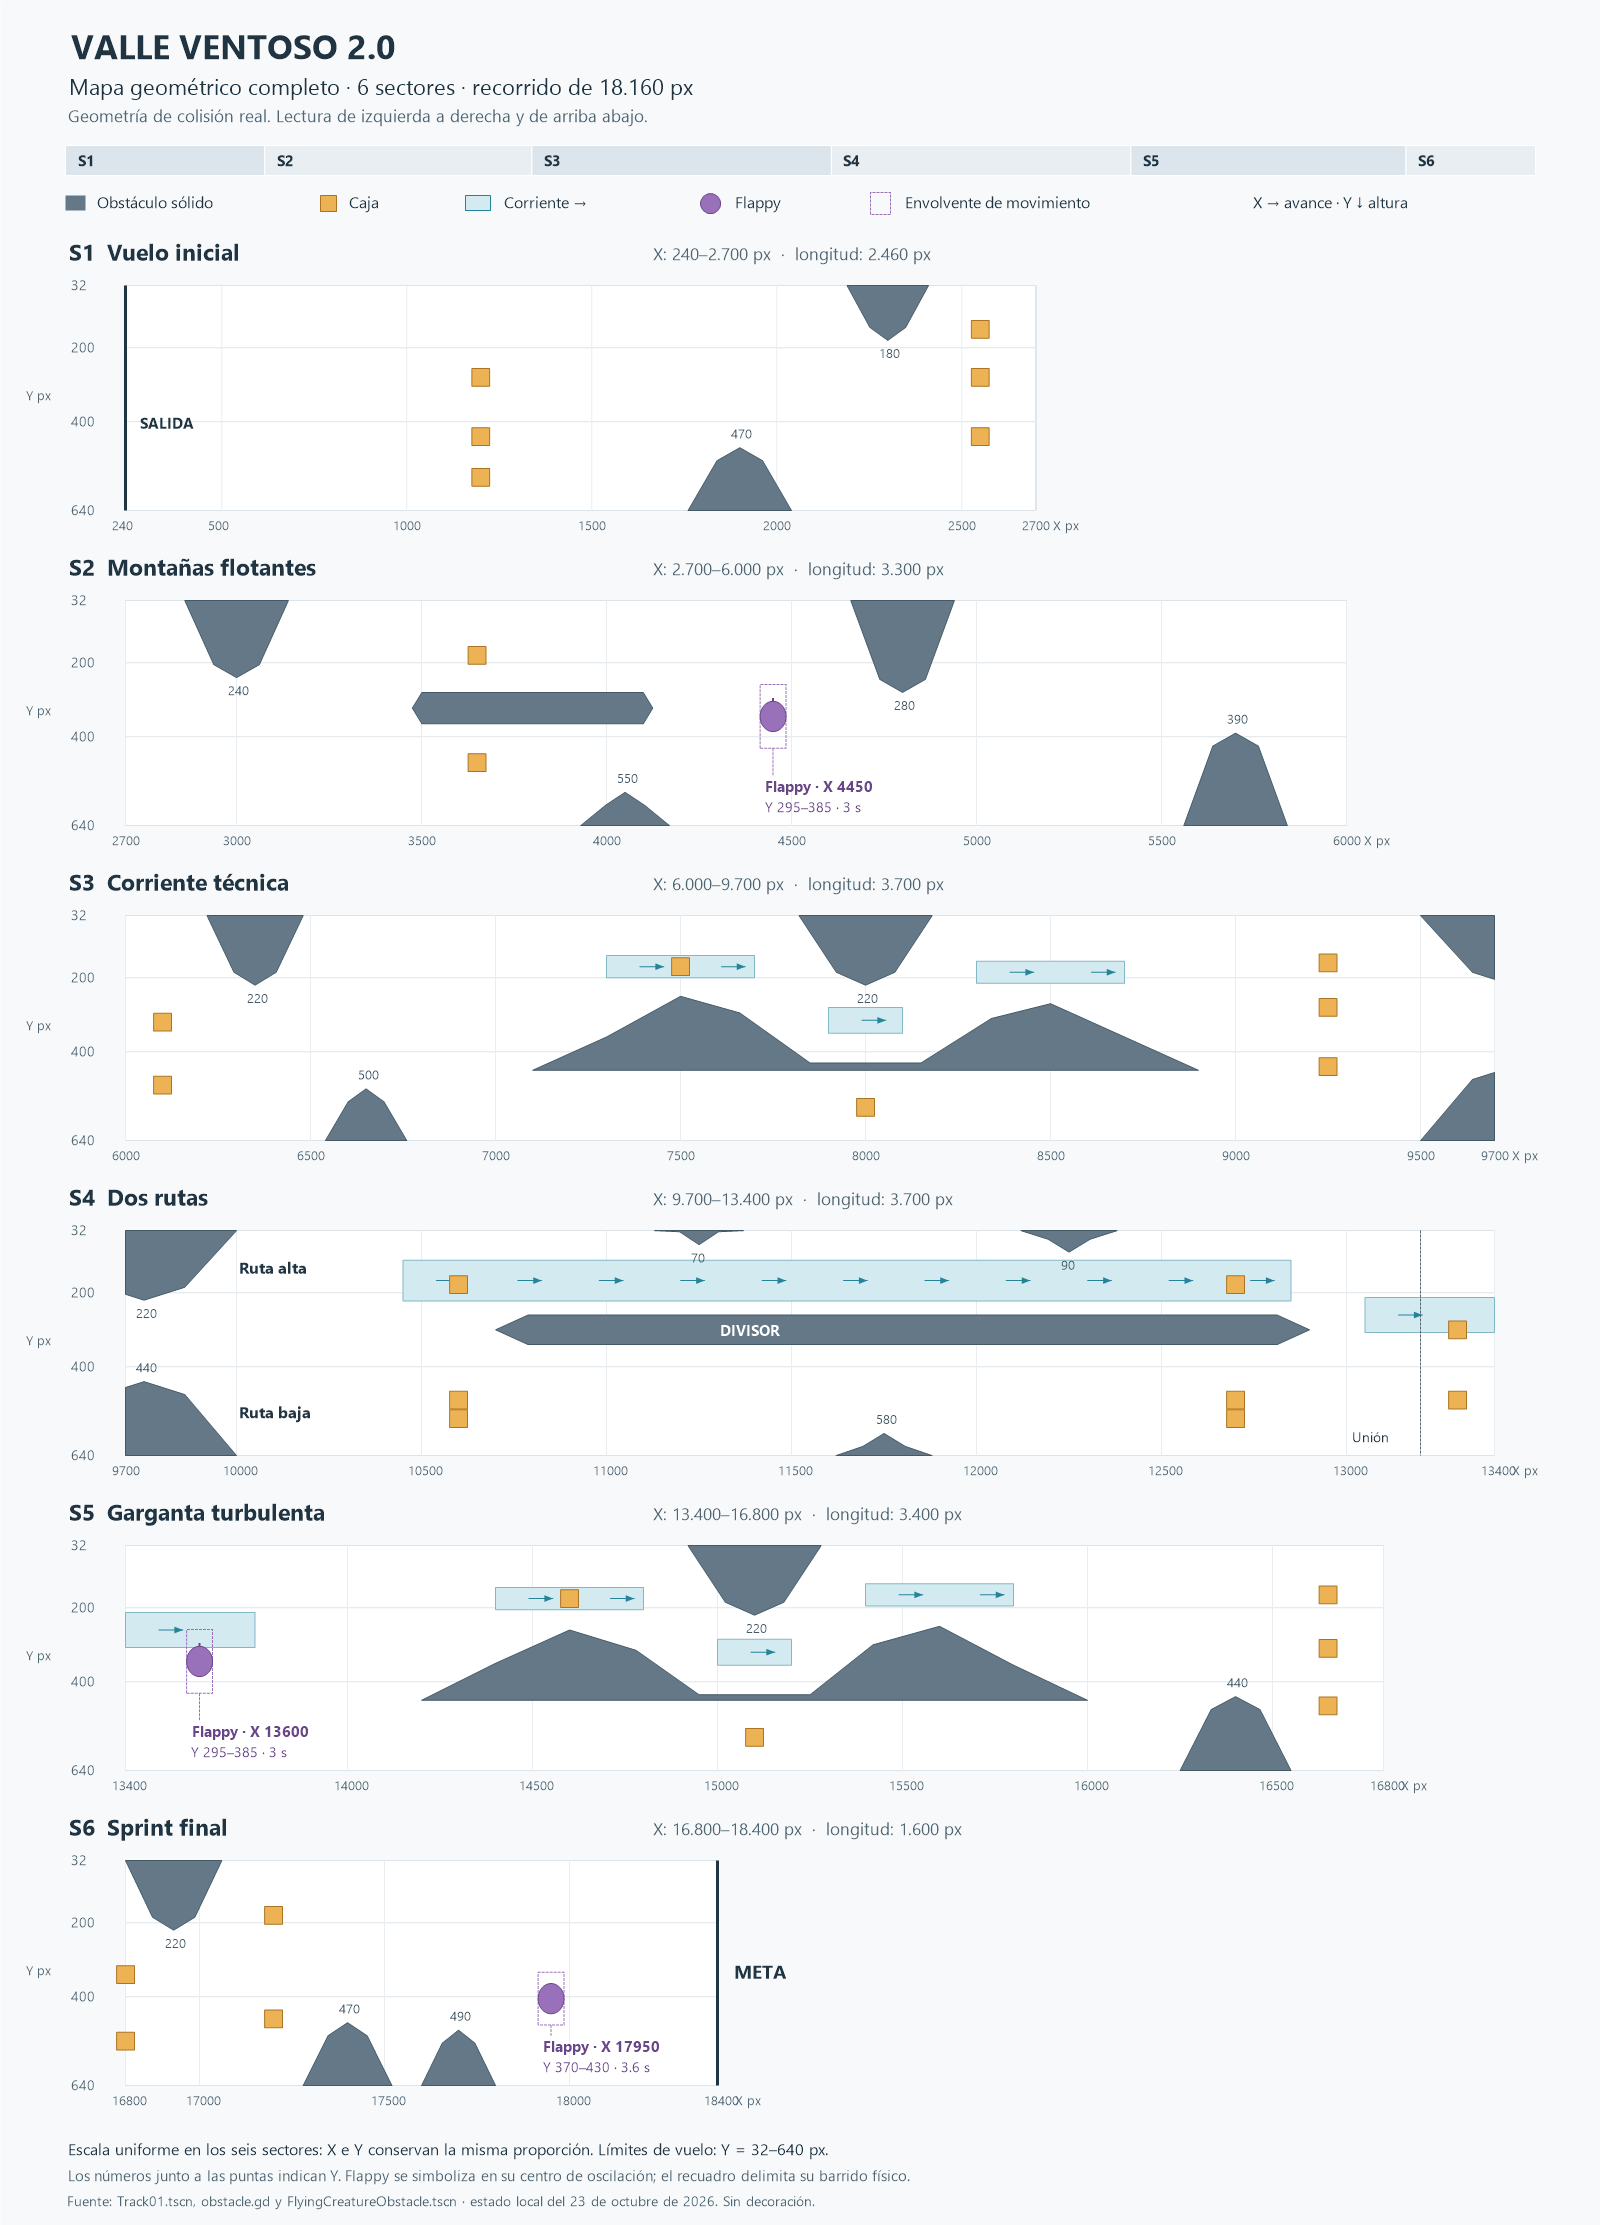 VALLE VENTOSO 2.0
Mapa geométrico completo · 6 sectores · recorrido de 18.160 px
Geometría de colisión real. Lectura de izquierda a derecha y de arriba abajo.
S1 S2 S3 S4 S5 S6
Obstáculo sólido Caja Corriente → Flappy Envolvente de movimiento X → avance · Y ↓ altura
S1 Vuelo inicial X: 240–2.700 px · longitud: 2.460 px
32
200
180
Y px
400
SALIDA
470
640
240 500 1000 1500 2000 2500 2700 X px
S2 Montañas flotantes X: 2.700–6.000 px · longitud: 3.300 px
32
200
240
280
Y px
390
400
550
Flappy · X 4450
Y 295–385 · 3 s
640
2700 3000 3500 4000 4500 5000 5500 6000 X px
S3 Corriente técnica X: 6.000–9.700 px · longitud: 3.700 px
32
200
220 220
Y px
400
500
640
6000 6500 7000 7500 8000 8500 9000 9500 9700 X px
S4 Dos rutas X: 9.700–13.400 px · longitud: 3.700 px
32
70
90
Ruta alta
200
220
DIVISOR
Y px
400
440
Ruta baja
580
Unión
640
9700 10000 10500 11000 11500 12000 12500 13000 13400X px
S5 Garganta turbulenta X: 13.400–16.800 px · longitud: 3.400 px
32
200
220
Y px
400
440
Flappy · X 13600
Y 295–385 · 3 s
640
13400 14000 14500 15000 15500 16000 16500 16800X px
S6 Sprint final X: 16.800–18.400 px · longitud: 1.600 px
32
200
220
Y px
META
400
470 490
Flappy · X 17950
Y 370–430 · 3.6 s
640
16800 17000 17500 18000 18400X px
Escala uniforme en los seis sectores: X e Y conservan la misma proporción. Límites de vuelo: Y = 32–640 px.
Los números junto a las puntas indican Y. Flappy se simboliza en su centro de oscilación; el recuadro delimita su barrido físico.
Fuente: Track01.tscn, obstacle.gd y FlyingCreatureObstacle.tscn · estado local del 23 de octubre de 2026. Sin decoración.